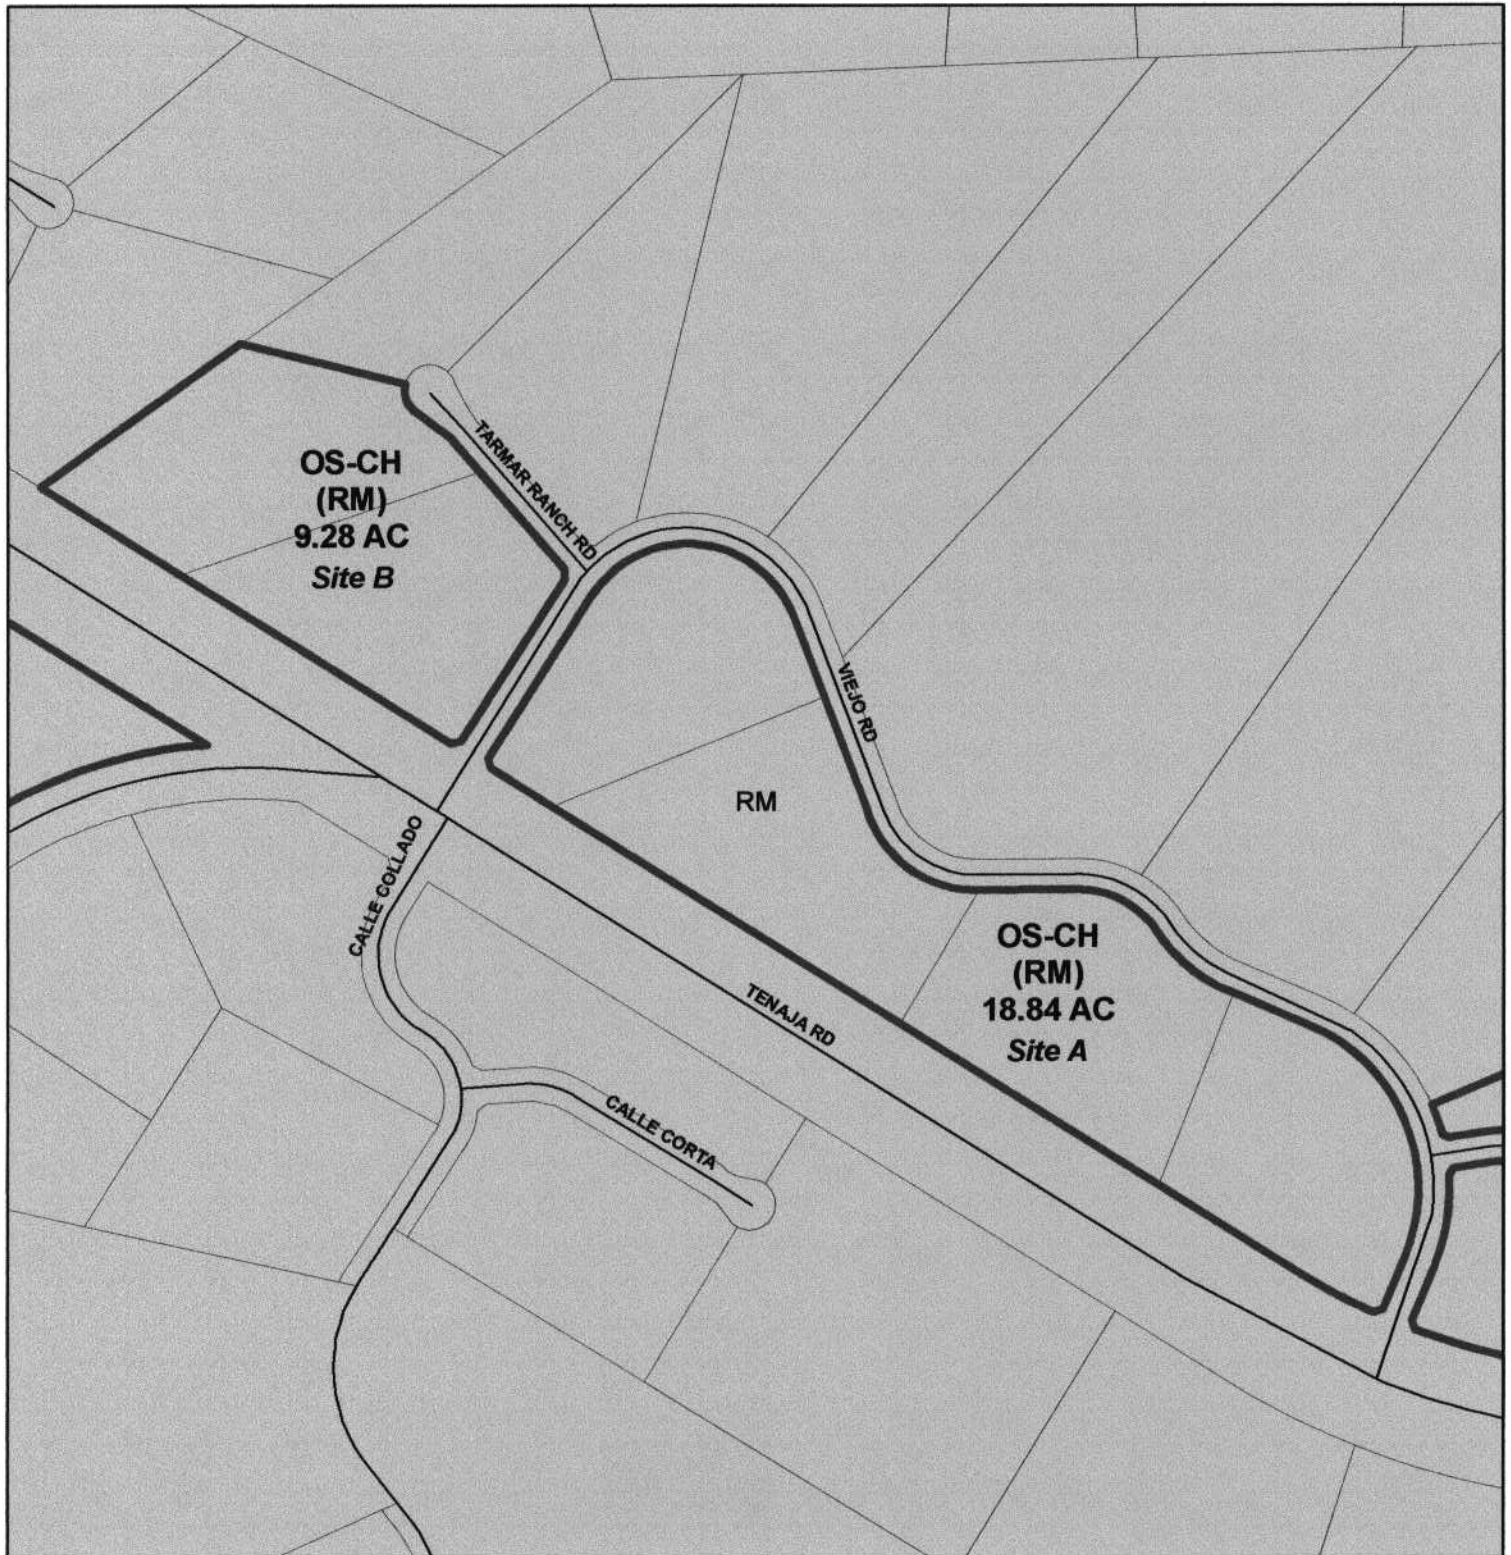 OS-CH
(RM)
9.28 AC
Site B
TARMAR RANCH RD
VIEJO RD
RM
CALLE COLLADO
OS-CH
(RM)
18.84 AC
Site A
TENAJA RD
CALLE CORTA